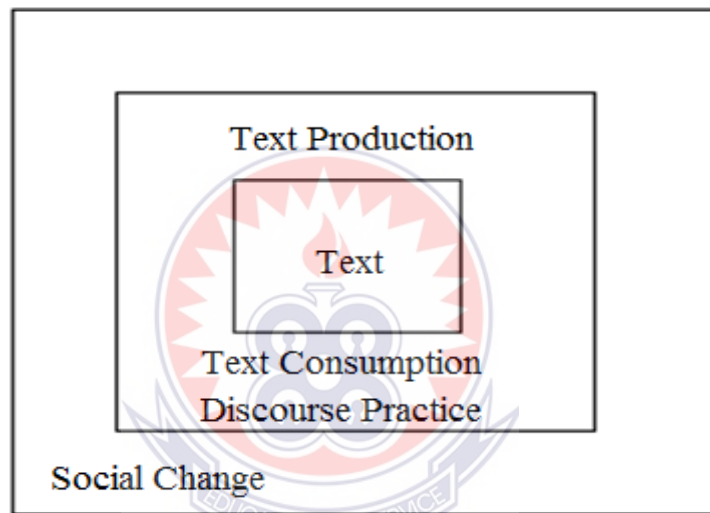 Text Production
Text
Text Consumption
Discourse Practice
Social Change